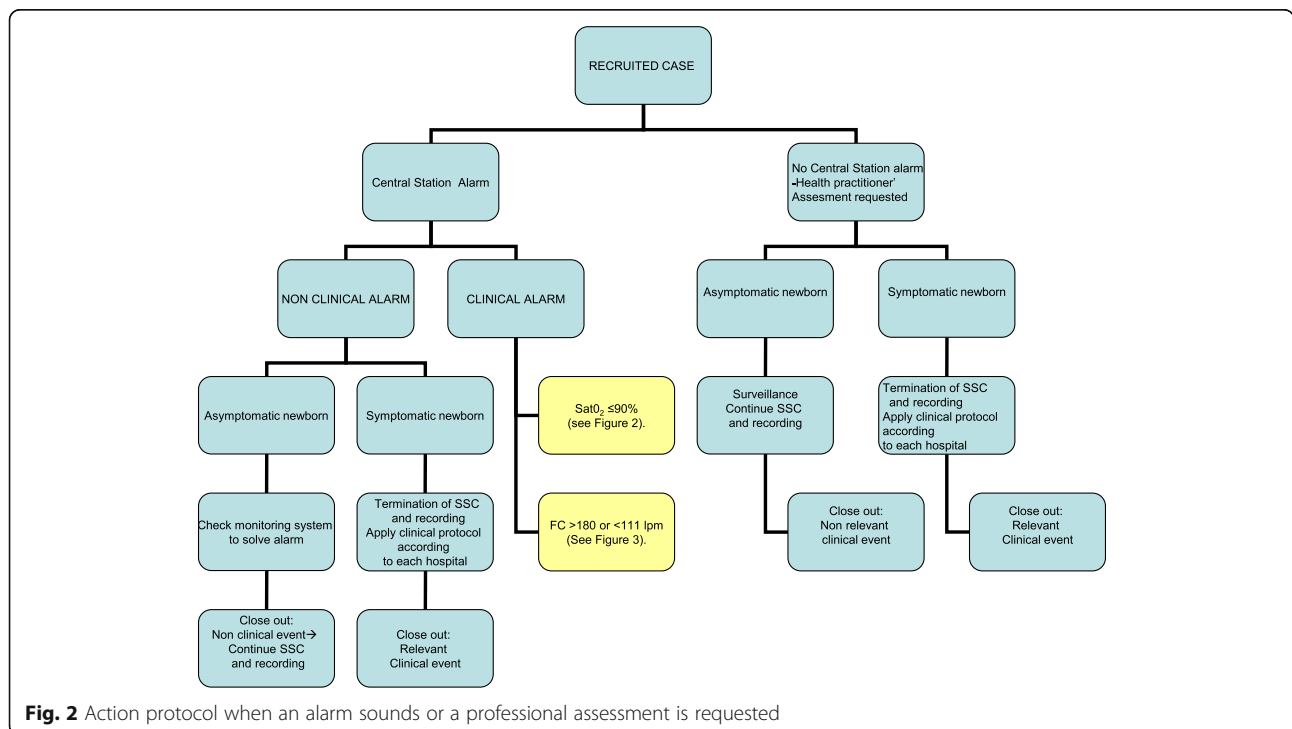 RECRUITED CASE
Central Station Alarm
No Central Station alarm
-Health practitioner'
Assesment requested
NON CLINICAL ALARM
CLINICAL ALARM
Asymptomatic newborn
Symptomatic newborn
Asymptomatic newborn
Symptomatic newborn
Sat0₂ ≤90%
(see Figure 2).
Surveillance
Continue SSC
and recording
Termination of SSC
and recording
Apply clinical protocol
according
to each hospital
Check monitoring system
to solve alarm
Termination of SSC
and recording
Apply clinical protocol
according
to each hospital
FC >180 or <111 lpm
(See Figure 3).
Close out:
Non relevant
clinical event
Close out:
Relevant
Clinical event
Close out:
Non clinical event→
Continue SSC
and recording
Close out:
Relevant
Clinical event
Fig. 2 Action protocol when an alarm sounds or a professional assessment is requested